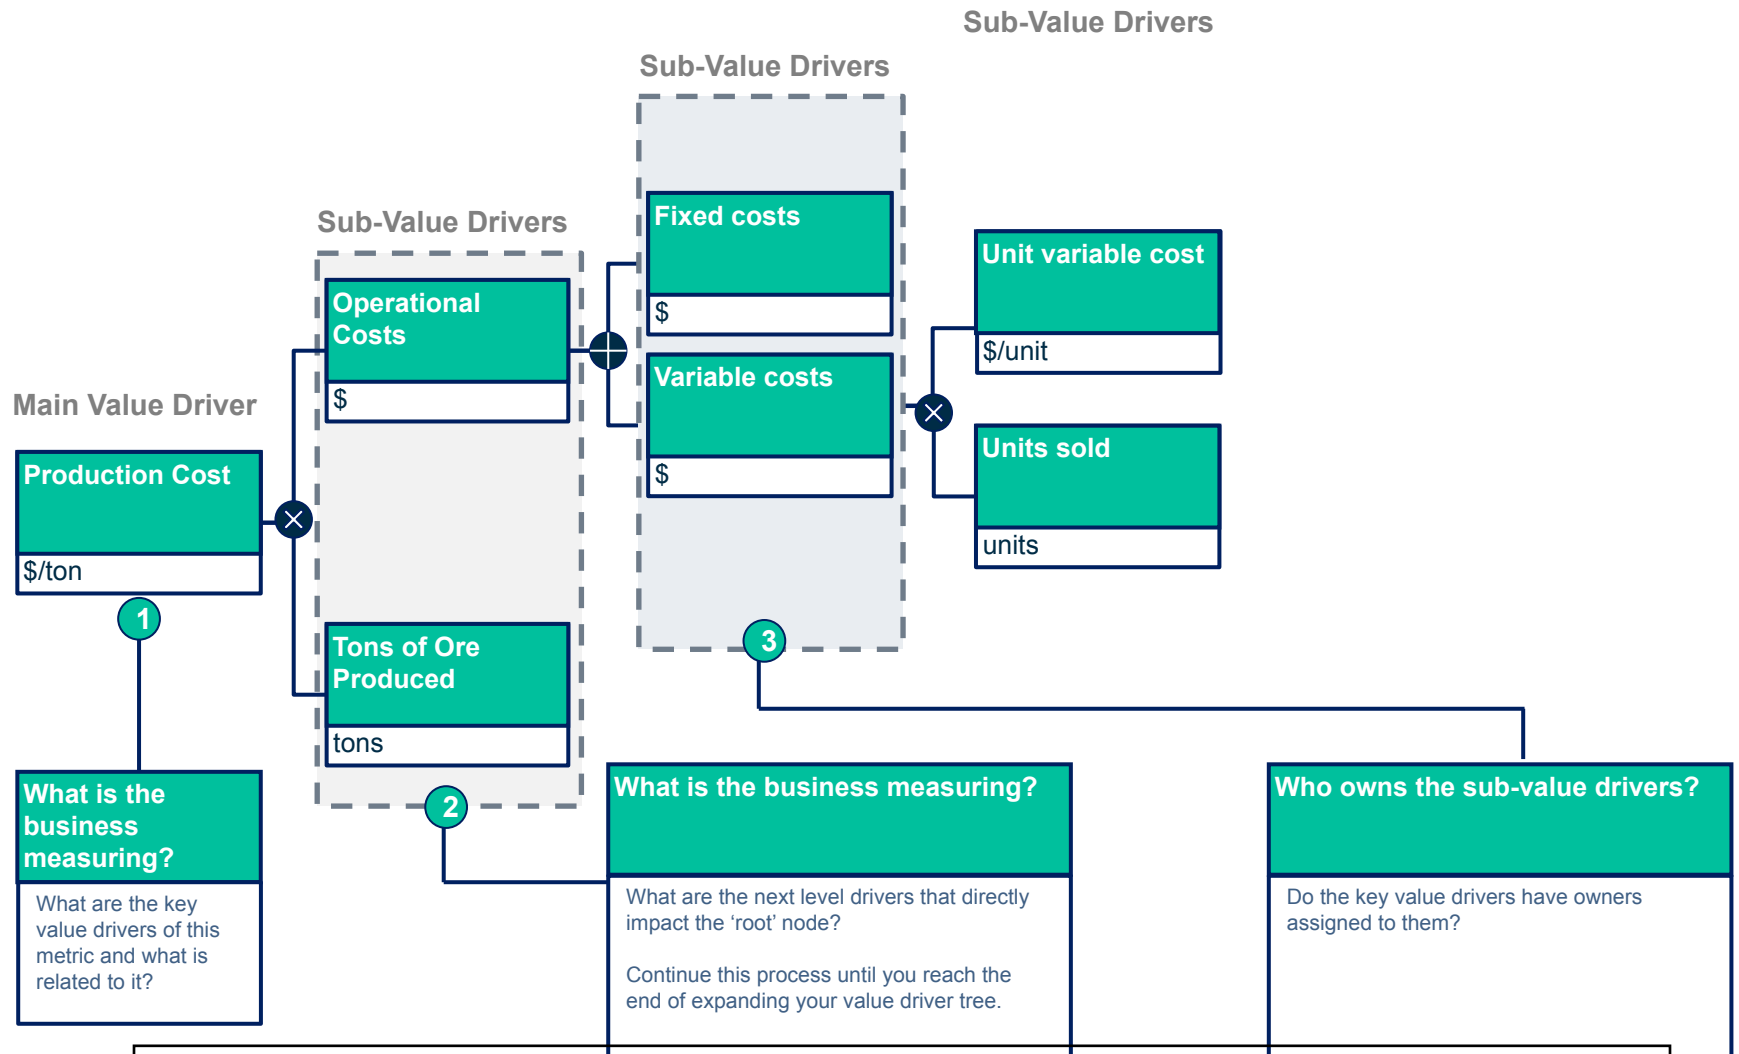 Sub-Value Drivers
Sub-Value Drivers
Sub-Value Drivers
Main Value Driver
Production Cost
$/ton
Operational
Costs
$
Tons of Ore
Produced
tons
Fixed costs
$
Variable costs
$
Unit variable cost
$/unit
Units sold
units
1
2
3
What is the
business
measuring?
What are the key
value drivers of this
metric and what is
related to it?
What is the business measuring?
What are the next level drivers that directly
impact the ‘root’ node?
Continue this process until you reach the
end of expanding your value driver tree.
Who owns the sub-value drivers?
Do the key value drivers have owners
assigned to them?